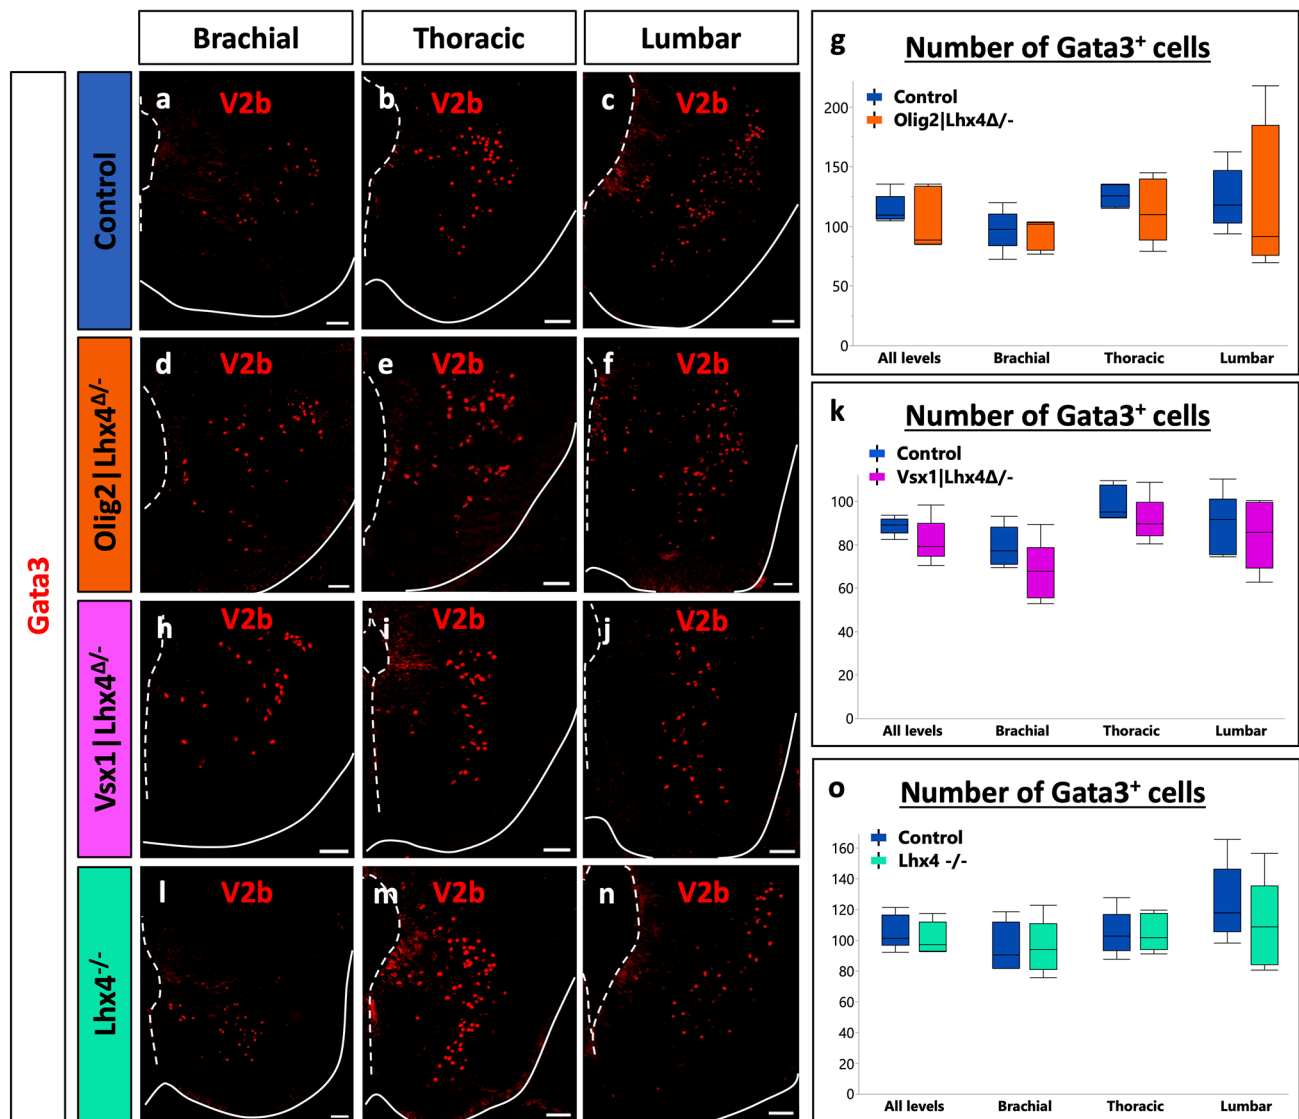 Brachial
Thoracic
Lumbar
Gata3
Control
a
V2b
b
V2b
c
V2b
Olig2|Lhx4Δ/-
d
V2b
e
V2b
f
V2b
Vsx1|Lhx4Δ/-
h
V2b
i
V2b
j
V2b
Lhx4-/-
l
V2b
m
V2b
n
V2b
g
Number of Gata3+ cells
Control
Olig2|Lhx4Δ/-
200
150
100
50
0
All levels
Brachial
Thoracic
Lumbar
k
Number of Gata3+ cells
Control
Vsx1|Lhx4Δ/-
100
80
60
40
20
0
All levels
Brachial
Thoracic
Lumbar
o
Number of Gata3+ cells
Control
Lhx4 -/-
160
140
120
100
80
60
40
20
0
All levels
Brachial
Thoracic
Lumbar